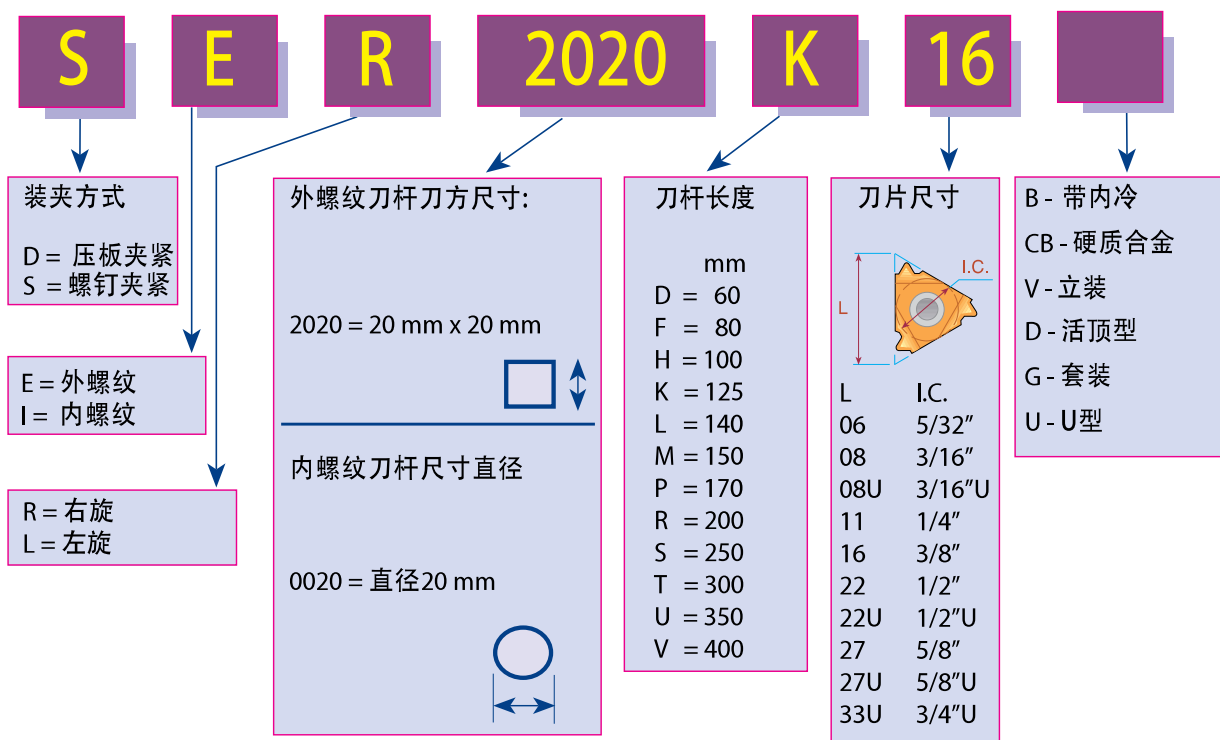 S E R 2020 K 16
装夹方式
D = 压板夹紧
S = 螺钉夹紧
E = 外螺纹
I = 内螺纹
R = 右旋
L = 左旋
外螺纹刀杆刀方尺寸:
2020 = 20 mm x 20 mm
内螺纹刀杆尺寸直径
0020 = 直径20 mm
刀杆长度
mm
D = 60
F = 80
H = 100
K = 125
L = 140
M = 150
P = 170
R = 200
S = 250
T = 300
U = 350
V = 400
刀片尺寸
I.C.
L
L I.C.
06 5/32"
08 3/16"
08U 3/16"U
11 1/4"
16 3/8"
22 1/2"
22U 1/2"U
27 5/8"
27U 5/8"U
33U 3/4"U
B - 带内冷
CB - 硬质合金
V - 立装
D - 活顶型
G - 套装
U - U型